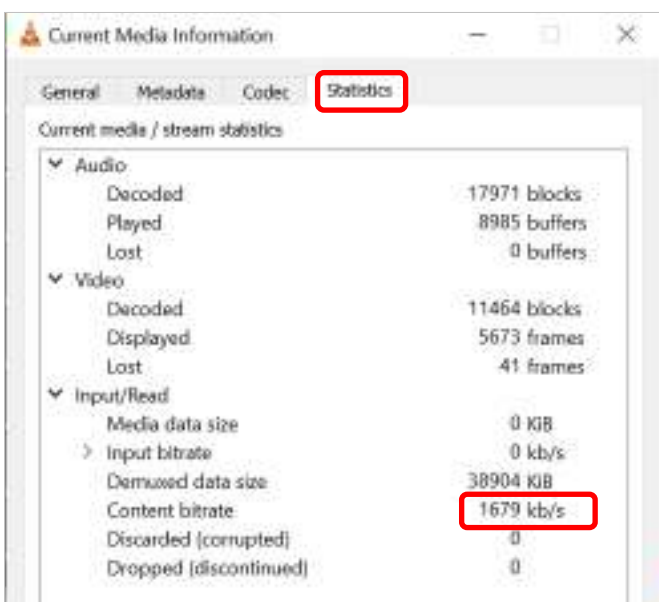 Current Media Information
General Metadata Codec Statistics
Current media / stream statistics
Audio
Decoded 17971 blocks
Played 8985 buffers
Lost 0 buffers
Video
Decoded 11464 blocks
Displayed 5673 frames
Lost 41 frames
Input/Read
Media data size 0 KiB
Input bitrate 0 kb/s
Demuxed data size 38904 KiB
Content bitrate 1679 kb/s
Discarded (corrupted) 0
Dropped (discontinued) 0